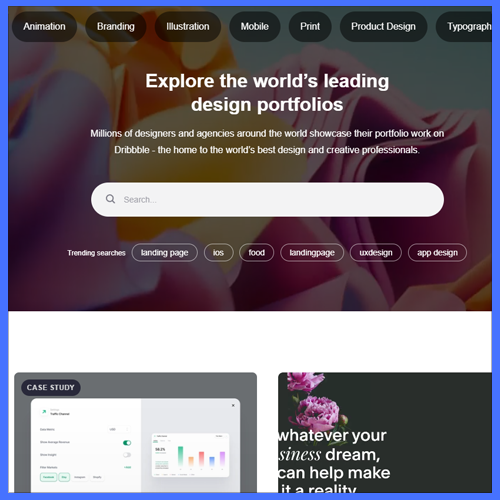 Animation Branding Illustration Mobile Print Product Design Typograph
Explore the world's leading
design portfolios
Millions of designers and agencies around the world showcase their portfolio work on
Dribbble - the home to the world's best design and creative professionals.
Search...
Trending searches landing page ios food landingpage uxdesign app design
CASE STUDY
Traffic Channel
whatever your
siness dream,
can help make
it a reality